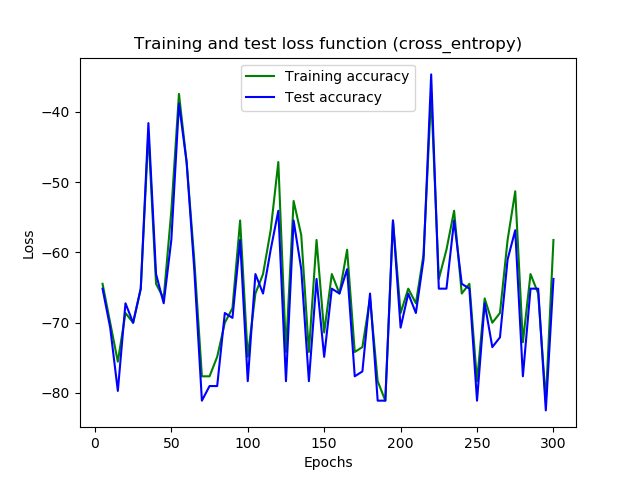 Training and test loss function (cross_entropy)
Training accuracy
Test accuracy
Loss
−40
−50
−60
−70
−80
0 50 100 150 200 250 300
Epochs